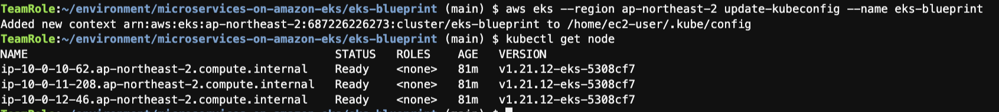 TeamRole:~/environment/microservices-on-amazon-eks/eks-blueprint (main) $ aws eks --region ap-northeast-2 update-kubeconfig --name eks-blueprint
Added new context arn:aws:eks:ap-northeast-2:687226226273:cluster/eks-blueprint to /home/ec2-user/.kube/config
TeamRole:~/environment/microservices-on-amazon-eks/eks-blueprint (main) $ kubectl get node
NAME STATUS ROLES AGE VERSION
ip-10-0-10-62.ap-northeast-2.compute.internal Ready <none> 81m v1.21.12-eks-5308cf7
ip-10-0-11-208.ap-northeast-2.compute.internal Ready <none> 81m v1.21.12-eks-5308cf7
ip-10-0-12-46.ap-northeast-2.compute.internal Ready <none> 81m v1.21.12-eks-5308cf7